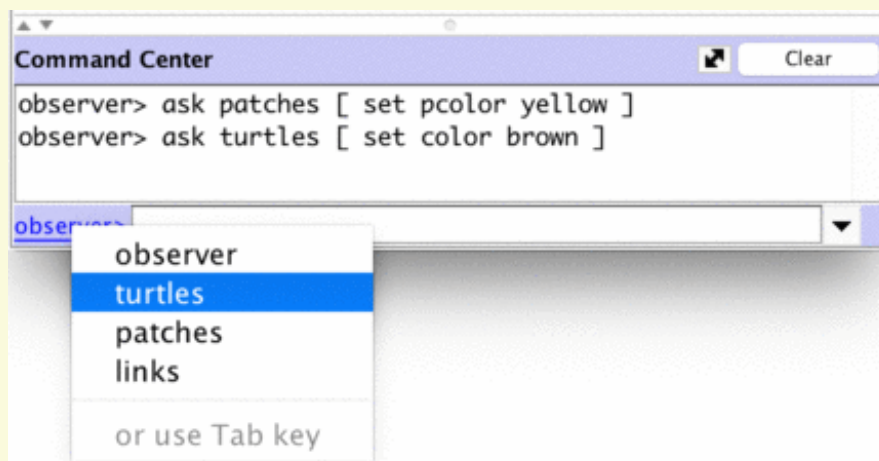 Command Center
Clear
observer> ask patches [ set pcolor yellow ]
observer> ask turtles [ set color brown ]
observer>
observer
turtles
patches
links
or use Tab key